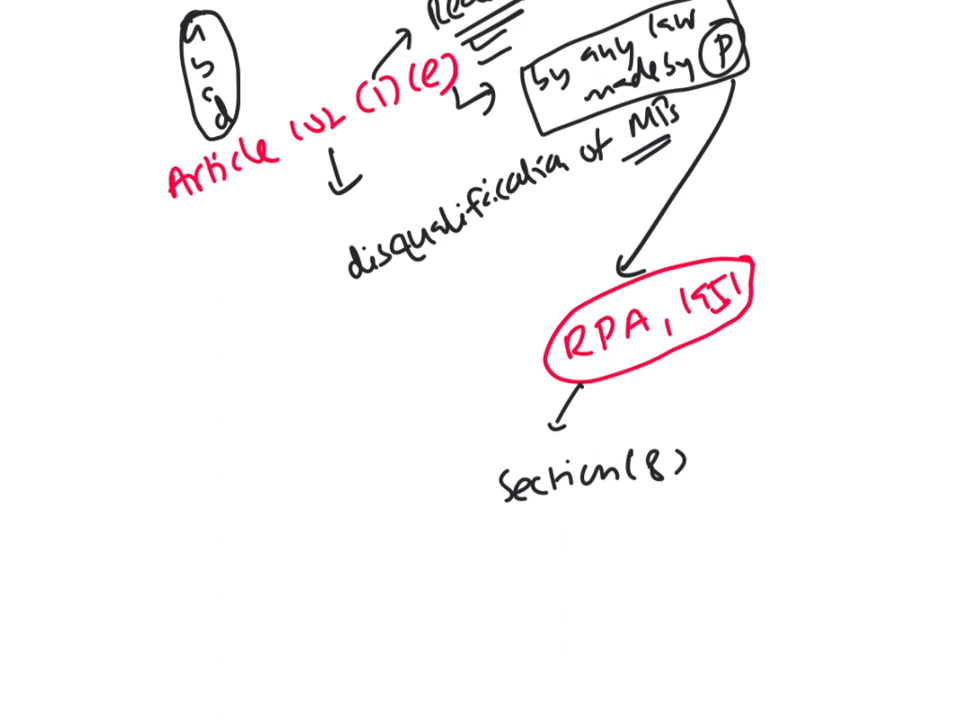 a
b
c
d
Article 102 (1) (e)
by any law
made by P
disqualification of MPs
RPA, 1951
Section (8)